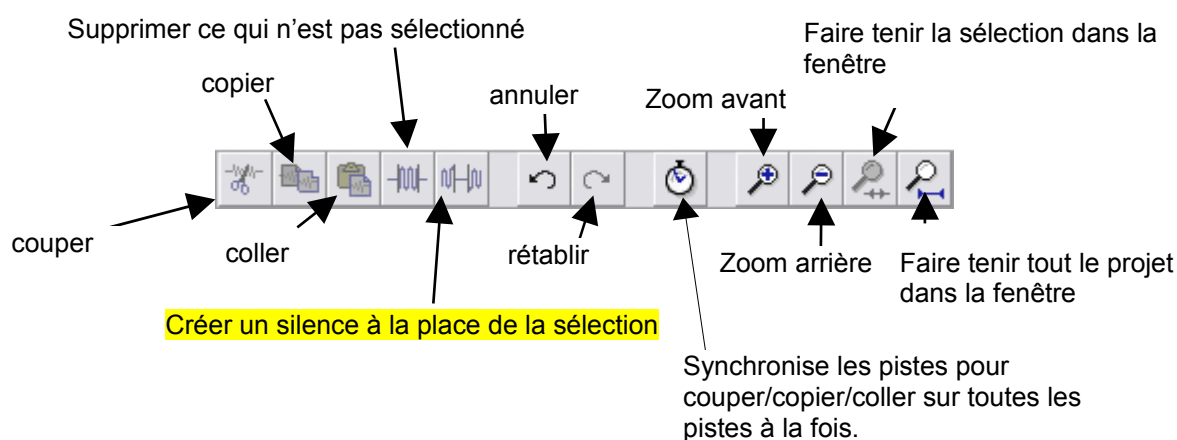 Supprimer ce qui n'est pas sélectionné
Faire tenir la sélection dans la
fenêtre
copier
annuler
Zoom avant
couper
coller
rétablir
Zoom arrière
Faire tenir tout le projet
dans la fenêtre
Créer un silence à la place de la sélection
Synchronise les pistes pour
couper/copier/coller sur toutes les
pistes à la fois.